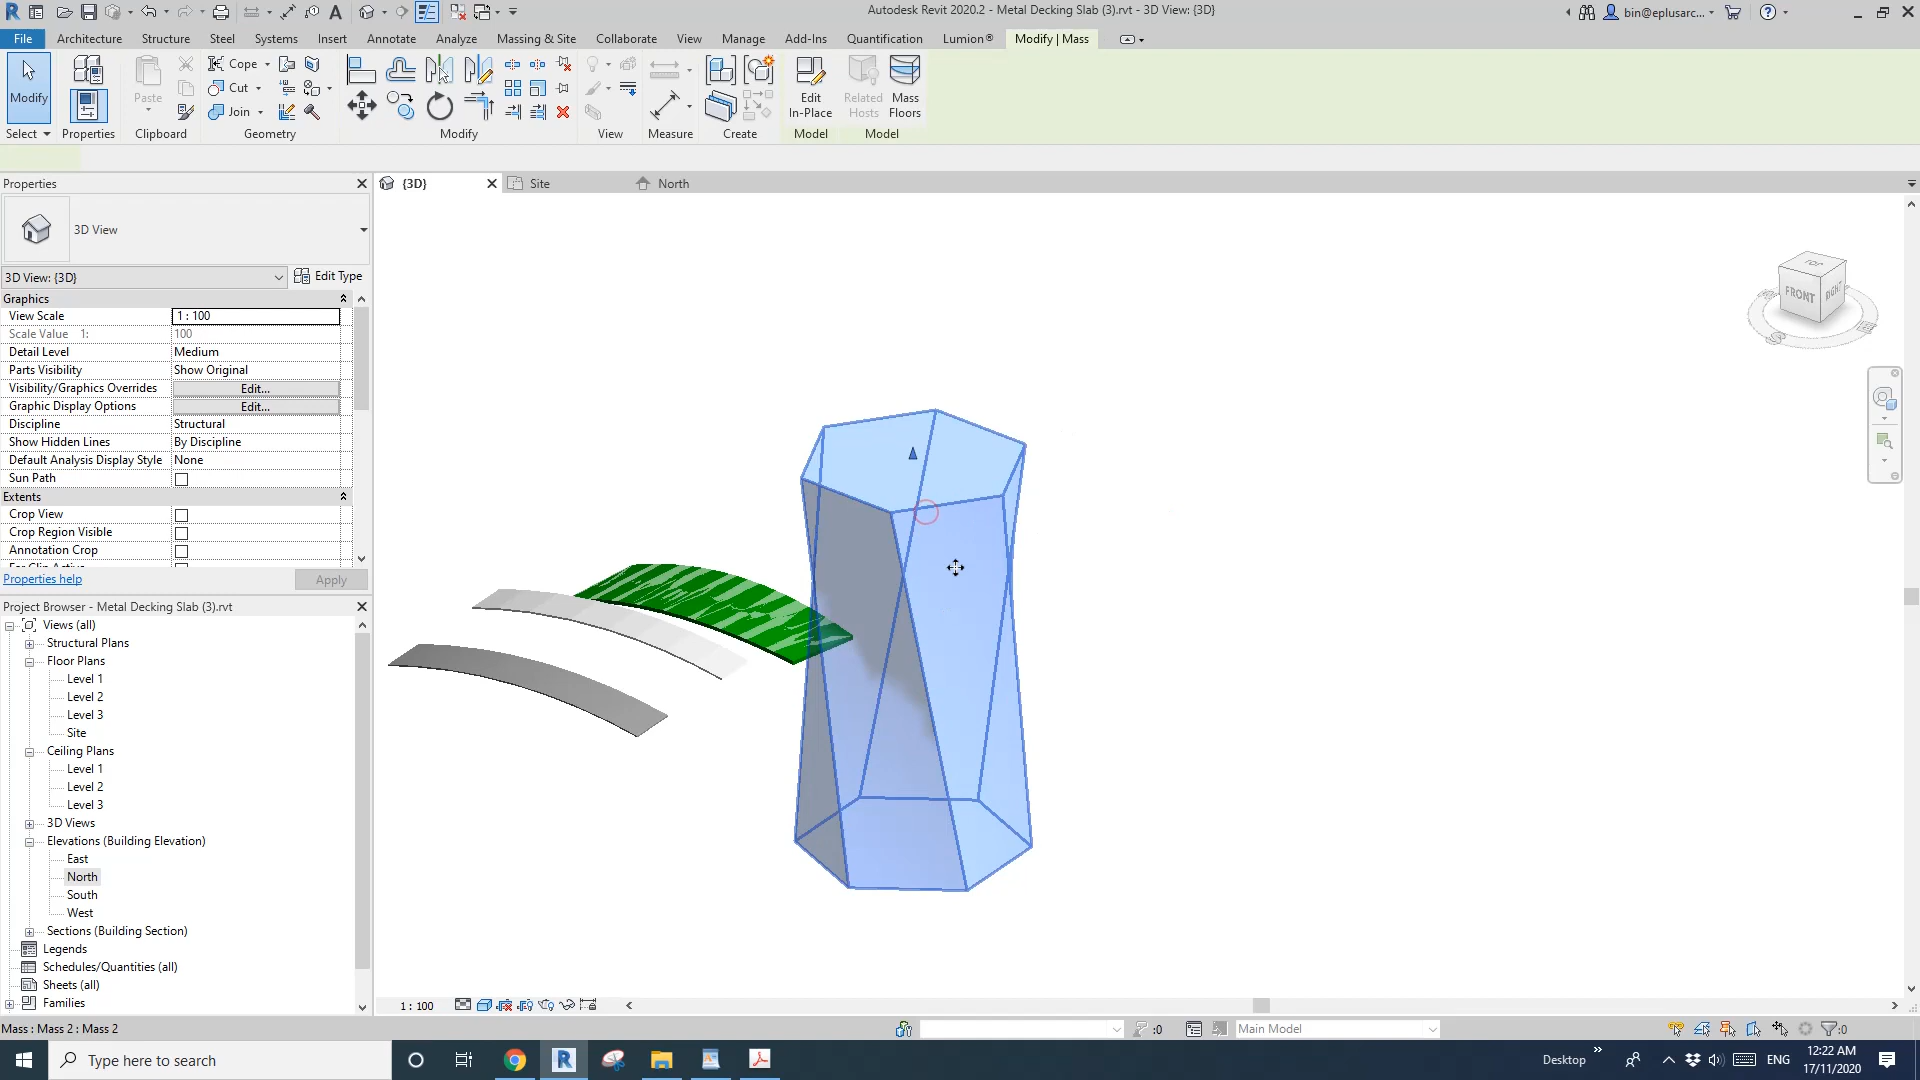 Autodesk Revit 2020.2 - Metal Decking Slab (3).rvt - 3D View: {3D}
bin@eplusarc...
File Architecture Structure Steel Systems Insert Annotate Analyze Massing & Site Collaborate View Manage Add-Ins Quantification Lumion® Modify | Mass
Modify
Paste
Cope
Cut
Join
Edit In-Place
Related Hosts
Mass Floors
Select Properties Clipboard Geometry Modify View Measure Create Model Model
Properties
{3D} Site North
3D View
3D View: {3D} Edit Type
Graphics
View Scale 1 : 100
Scale Value 1: 100
Detail Level Medium
Parts Visibility Show Original
Visibility/Graphics Overrides Edit...
Graphic Display Options Edit...
Discipline Structural
Show Hidden Lines By Discipline
Default Analysis Display Style None
Sun Path
Extents
Crop View
Crop Region Visible
Annotation Crop
Properties help Apply
Project Browser - Metal Decking Slab (3).rvt
Views (all)
Structural Plans
Floor Plans
Level 1
Level 2
Level 3
Site
Ceiling Plans
Level 1
Level 2
Level 3
3D Views
Elevations (Building Elevation)
East
North
South
West
Sections (Building Section)
Legends
Schedules/Quantities (all)
Sheets (all)
Families
TOP
FRONT
RIGHT
1 : 100
Mass : Mass 2 : Mass 2
:0
Main Model
:0
Type here to search
Desktop
ENG
12:22 AM
17/11/2020